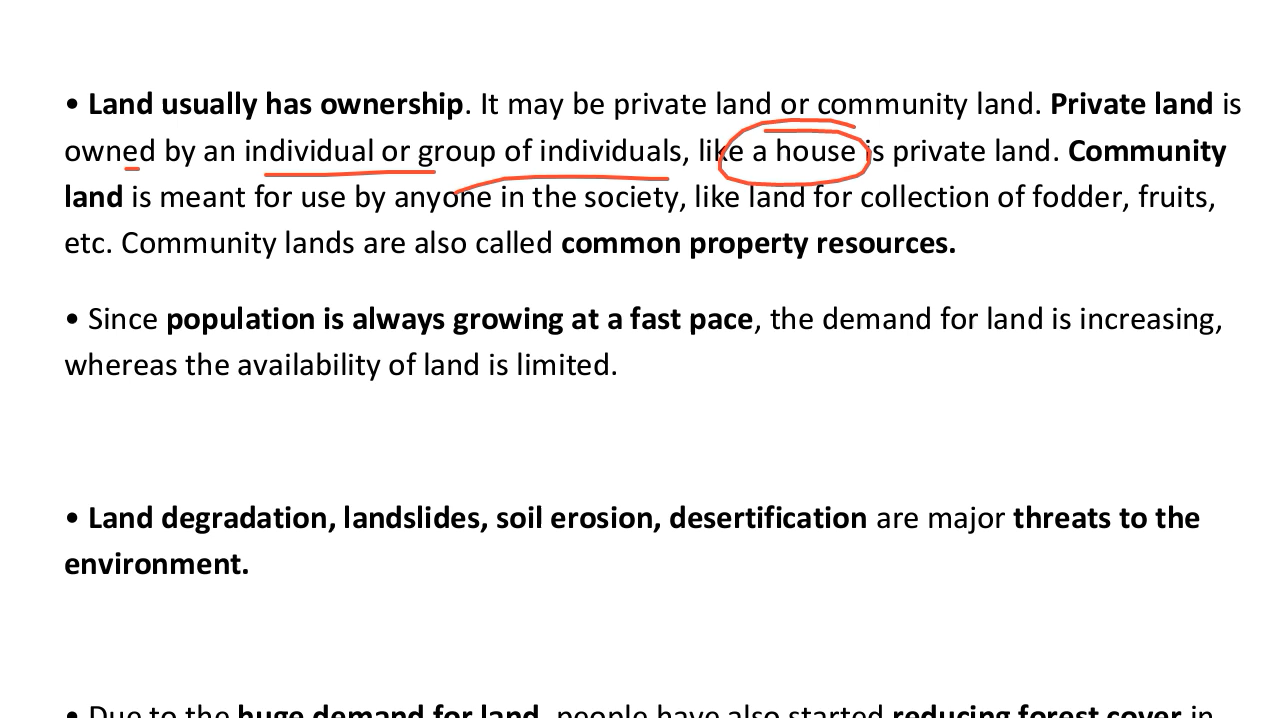 • Land usually has ownership. It may be private land or community land. Private land is
owned by an individual or group of individuals, like a house is private land. Community
land is meant for use by anyone in the society, like land for collection of fodder, fruits,
etc. Community lands are also called common property resources.
• Since population is always growing at a fast pace, the demand for land is increasing,
whereas the availability of land is limited.
• Land degradation, landslides, soil erosion, desertification are major threats to the
environment.
• Due to the huge demand for land, people have also started reducing forest cover in